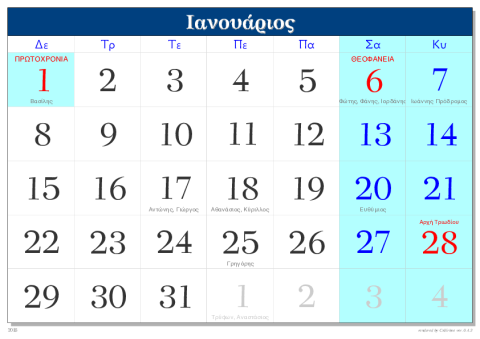 Ιανουάριος
Δε Τρ Τε Πε Πα Σα Κυ
ΠΡΩΤΟΧΡΟΝΙΑ ΘΕΟΦΑΝΕΙΑ
1 2 3 4 5 6 7
Βασίλης Φώτης, Φάνης, Ιορδάνης Ιωάννης Πρόδρομος
8 9 10 11 12 13 14
15 16 17 18 19 20 21
Αντώνης, Γιώργος Αθανάσιος, Κύριλλος Ευθύμιος
Αρχή Τριωδίου
22 23 24 25 26 27 28
Γρηγόρης
29 30 31 1 2 3 4
Τρύφων, Αναστάσιος